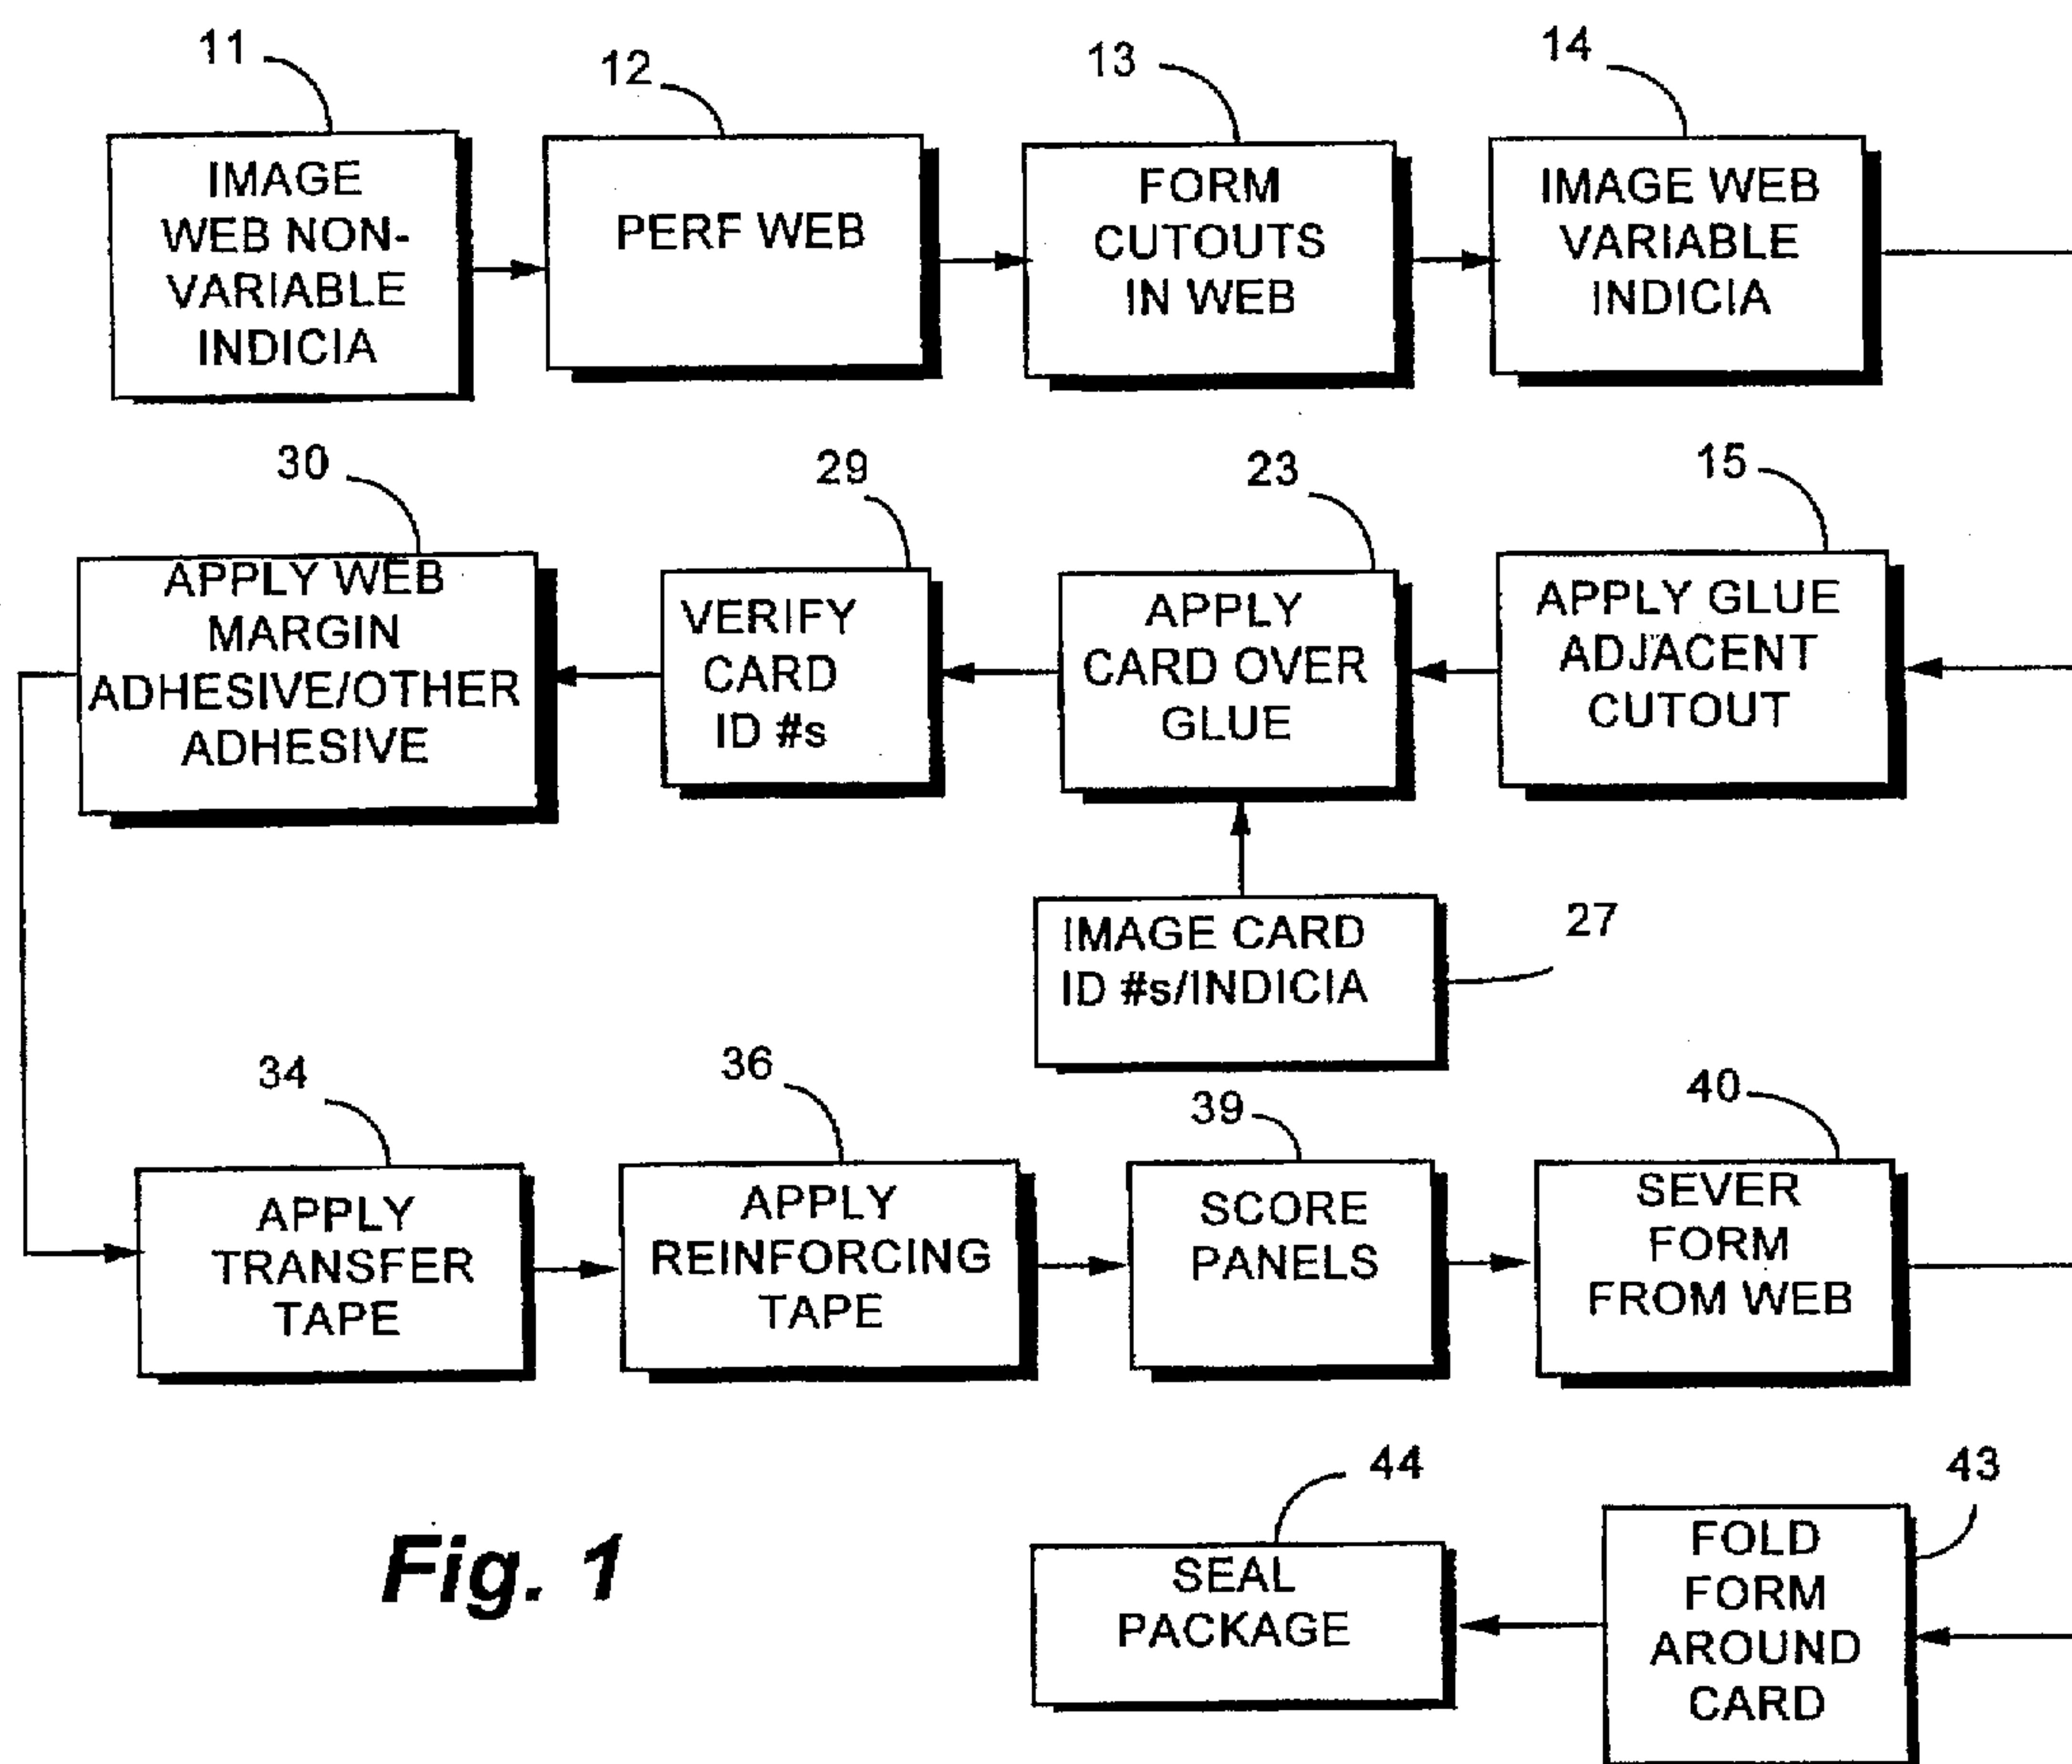 11
IMAGE
WEB NON-
VARIABLE
INDICIA
12
PERF WEB
13
FORM
CUTOUTS
IN WEB
14
IMAGE WEB
VARIABLE
INDICIA
30
APPLY WEB
MARGIN
ADHESIVE/OTHER
ADHESIVE
29
VERIFY
CARD
ID #s
23
APPLY
CARD OVER
GLUE
15
APPLY GLUE
ADJACENT
CUTOUT
IMAGE CARD
ID #s/INDICIA
27
34
APPLY
TRANSFER
TAPE
36
APPLY
REINFORCING
TAPE
39
SCORE
PANELS
40
SEVER
FORM
FROM WEB
44
SEAL
PACKAGE
43
FOLD
FORM
AROUND
CARD
Fig. 1